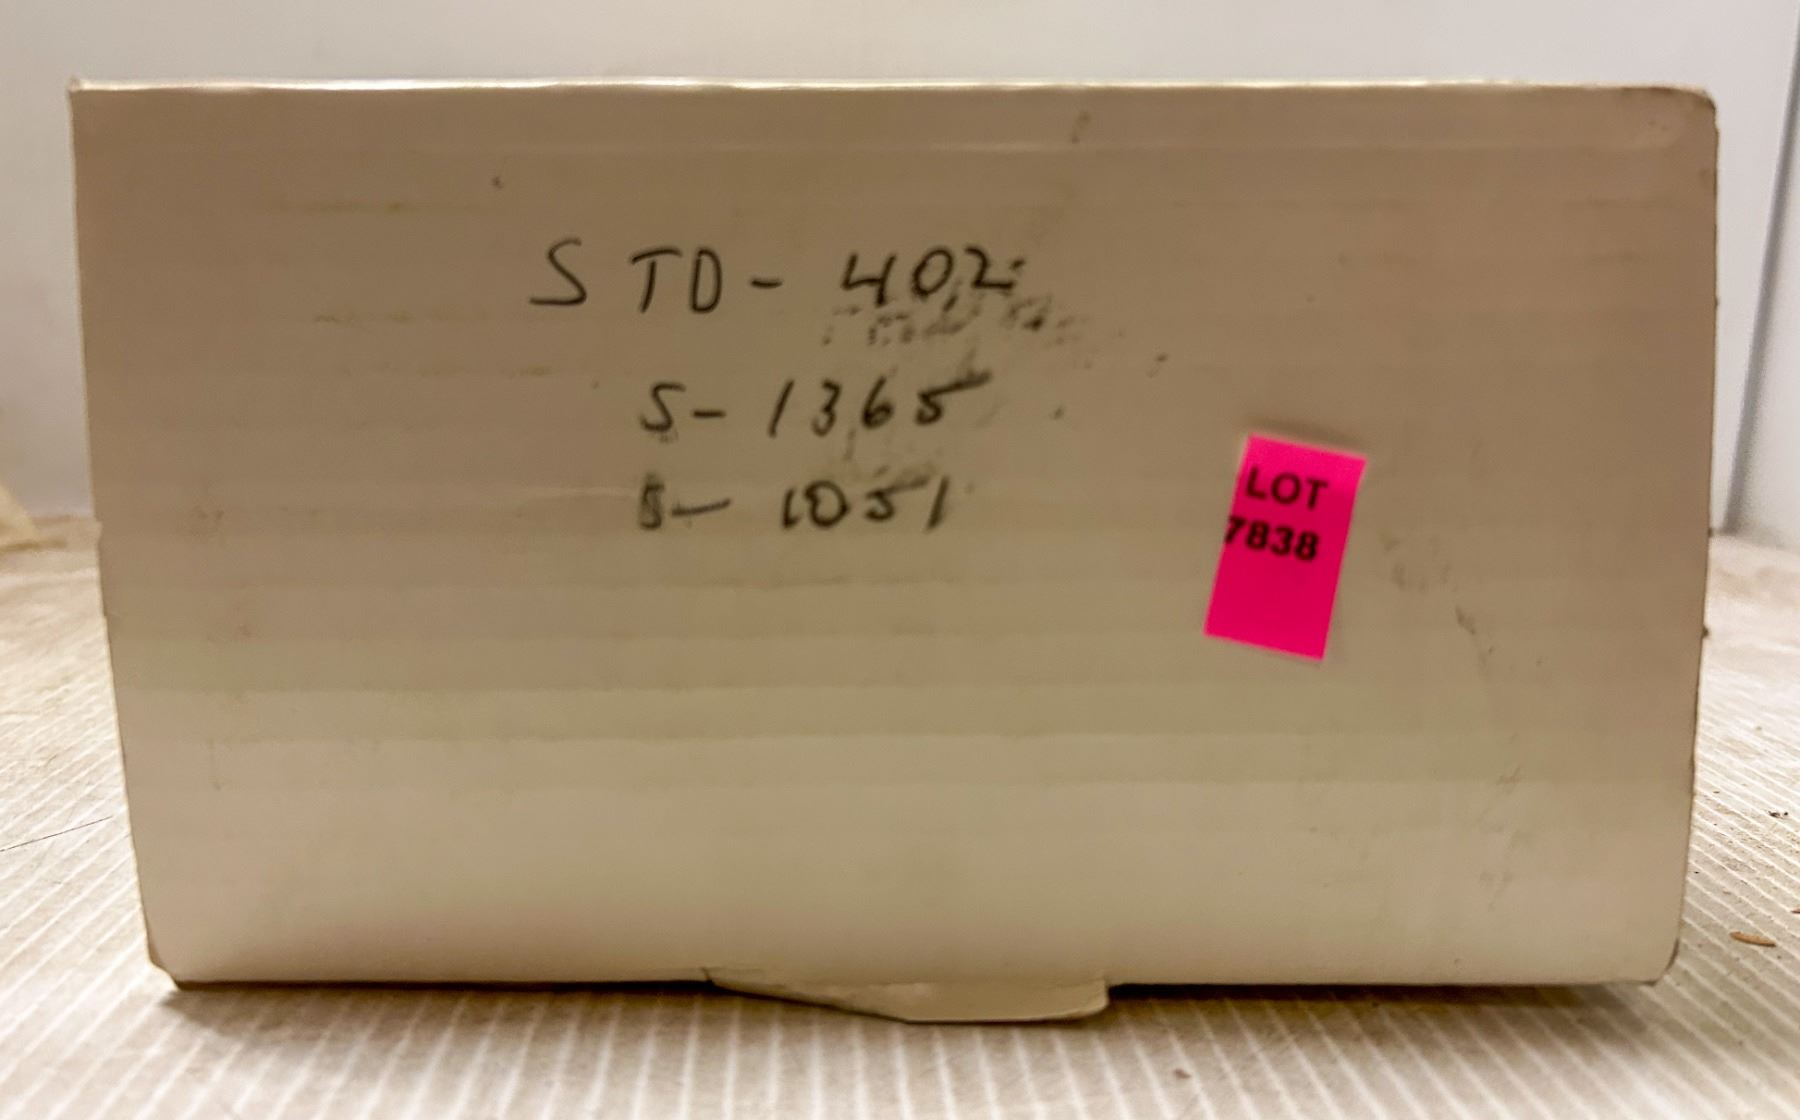 STD- 402
S- 1365
S- 1051
LOT
7838